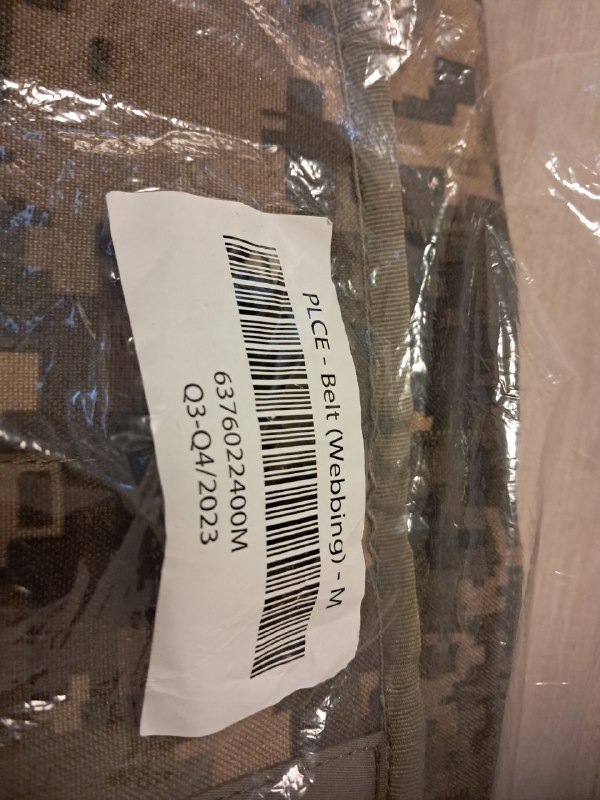 PLCE - Belt (Webbing) - M
6376022400M
Q3-Q4/2023